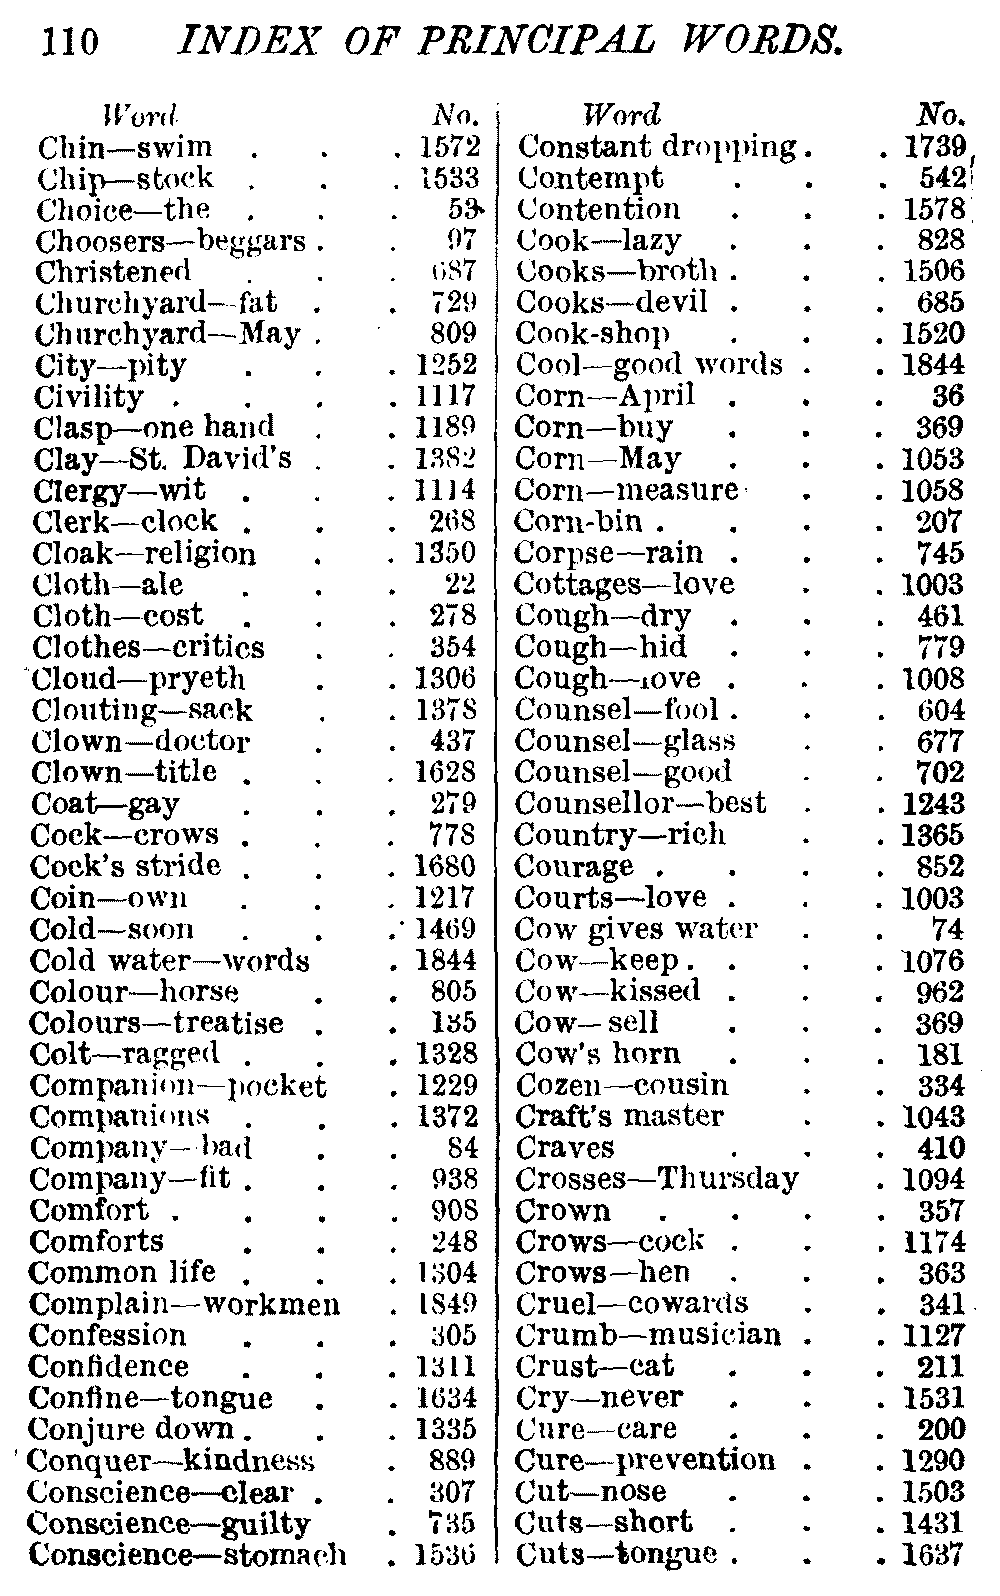 110 INDEX OF PRINCIPAL WORDS.
Word No.
Chin—swim . . . 1572
Chip—stock . . . 1533
Choice—the . . .
Choosers—beggars . . 97
Christened . . . 687
Churchyard—fat . . 729
Churchyard—May . . 809
City—pity . . . 1252
Civility . . . . 1117
Clasp—one hand . . 1189
Clay—St. David's . . 1382
Clergy—wit . . . 1114
Clerk—clock . . . 268
Cloak—religion . . 1350
Cloth—ale . . . 22
Cloth—cost . . . 278
Clothes—critics . . 354
Cloud—pryeth . . 1306
Clouting—sack . . 1378
Clown—doctor . . 437
Clown—title . . . 1628
Coat—gay . . . 279
Cock—crows . . . 778
Cock's stride . . . 1680
Coin—own . . . 1217
Cold—soon . . . 1469
Cold water—words . 1844
Colour—horse . . 805
Colours—treatise . . 135
Colt—ragged . . . 1328
Companion—pocket . 1229
Companions . . . 1372
Company—bad . . 84
Company—fit . . . 938
Comfort . . . . 908
Comforts . . . 248
Common life . . . 1304
Complain—workmen . 1849
Confession . . . 305
Confidence . . . 1311
Confine—tongue . . 1634
Conjure down . . . 1335
Conquer—kindness . 889
Conscience—clear . . 307
Conscience—guilty . 735
Conscience—stomach . 1536
Word No.
Constant dropping . . 1739
Contempt . . . 542
Contention . . . 1578
Cook—lazy . . . 828
Cooks—broth . . . 1506
Cooks—devil . . . 685
Cook-shop . . . 1520
Cool—good words . . 1844
Corn—April . . . 36
Corn—buy . . . 369
Corn—May . . . 1053
Corn—measure . . 1058
Corn-bin . . . . 207
Corpse—rain . . . 745
Cottages—love . . 1003
Cough—dry . . . 461
Cough—hid . . . 779
Cough—love . . . 1008
Counsel—fool . . . 604
Counsel—glass . . 677
Counsel—good . . 702
Counsellor—best . . 1243
Country—rich . . 1365
Courage . . . . 852
Courts—love . . . 1003
Cow gives water . . 74
Cow—keep . . . . 1076
Cow—kissed . . . 962
Cow—sell . . . 369
Cow's horn . . . 181
Cozen—cousin . . 334
Craft's master . . 1043
Craves . . . 410
Crosses—Thursday . 1094
Crown . . . . 357
Crows—cock . . . 1174
Crows—hen . . . 363
Cruel—cowards . . 341
Crumb—musician . . 1127
Crust—eat . . . 211
Cry—never . . . 1531
Cure—care . . . 200
Cure—prevention . . 1290
Cut—nose . . . 1503
Cuts—short . . . 1431
Cuts—tongue . . . 1637